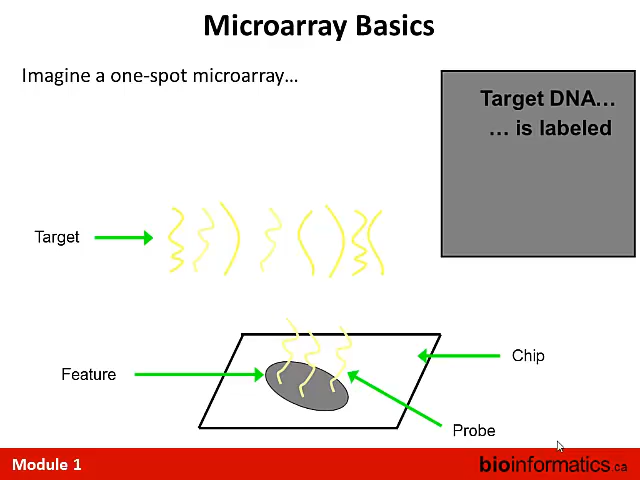 Microarray Basics
Imagine a one-spot microarray…
Target DNA…
… is labeled
Target
Chip
Feature
Probe
Module 1
bioinformatics.ca